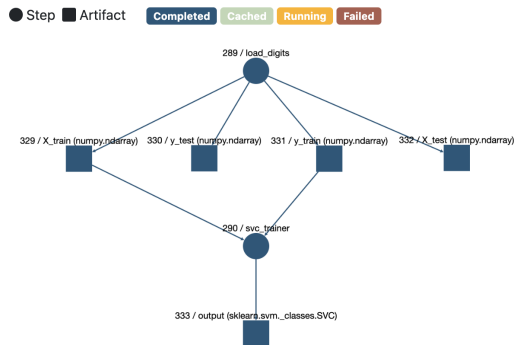 Step Artifact Completed Cached Running Failed
289 / load_digits
329 / X_train (numpy.ndarray) 330 / y_test (numpy.ndarray) 331 / y_train (numpy.ndarray) 332 / X_test (numpy.ndarray)
290 / svc_trainer
333 / output (sklearn.svm._classes.SVC)